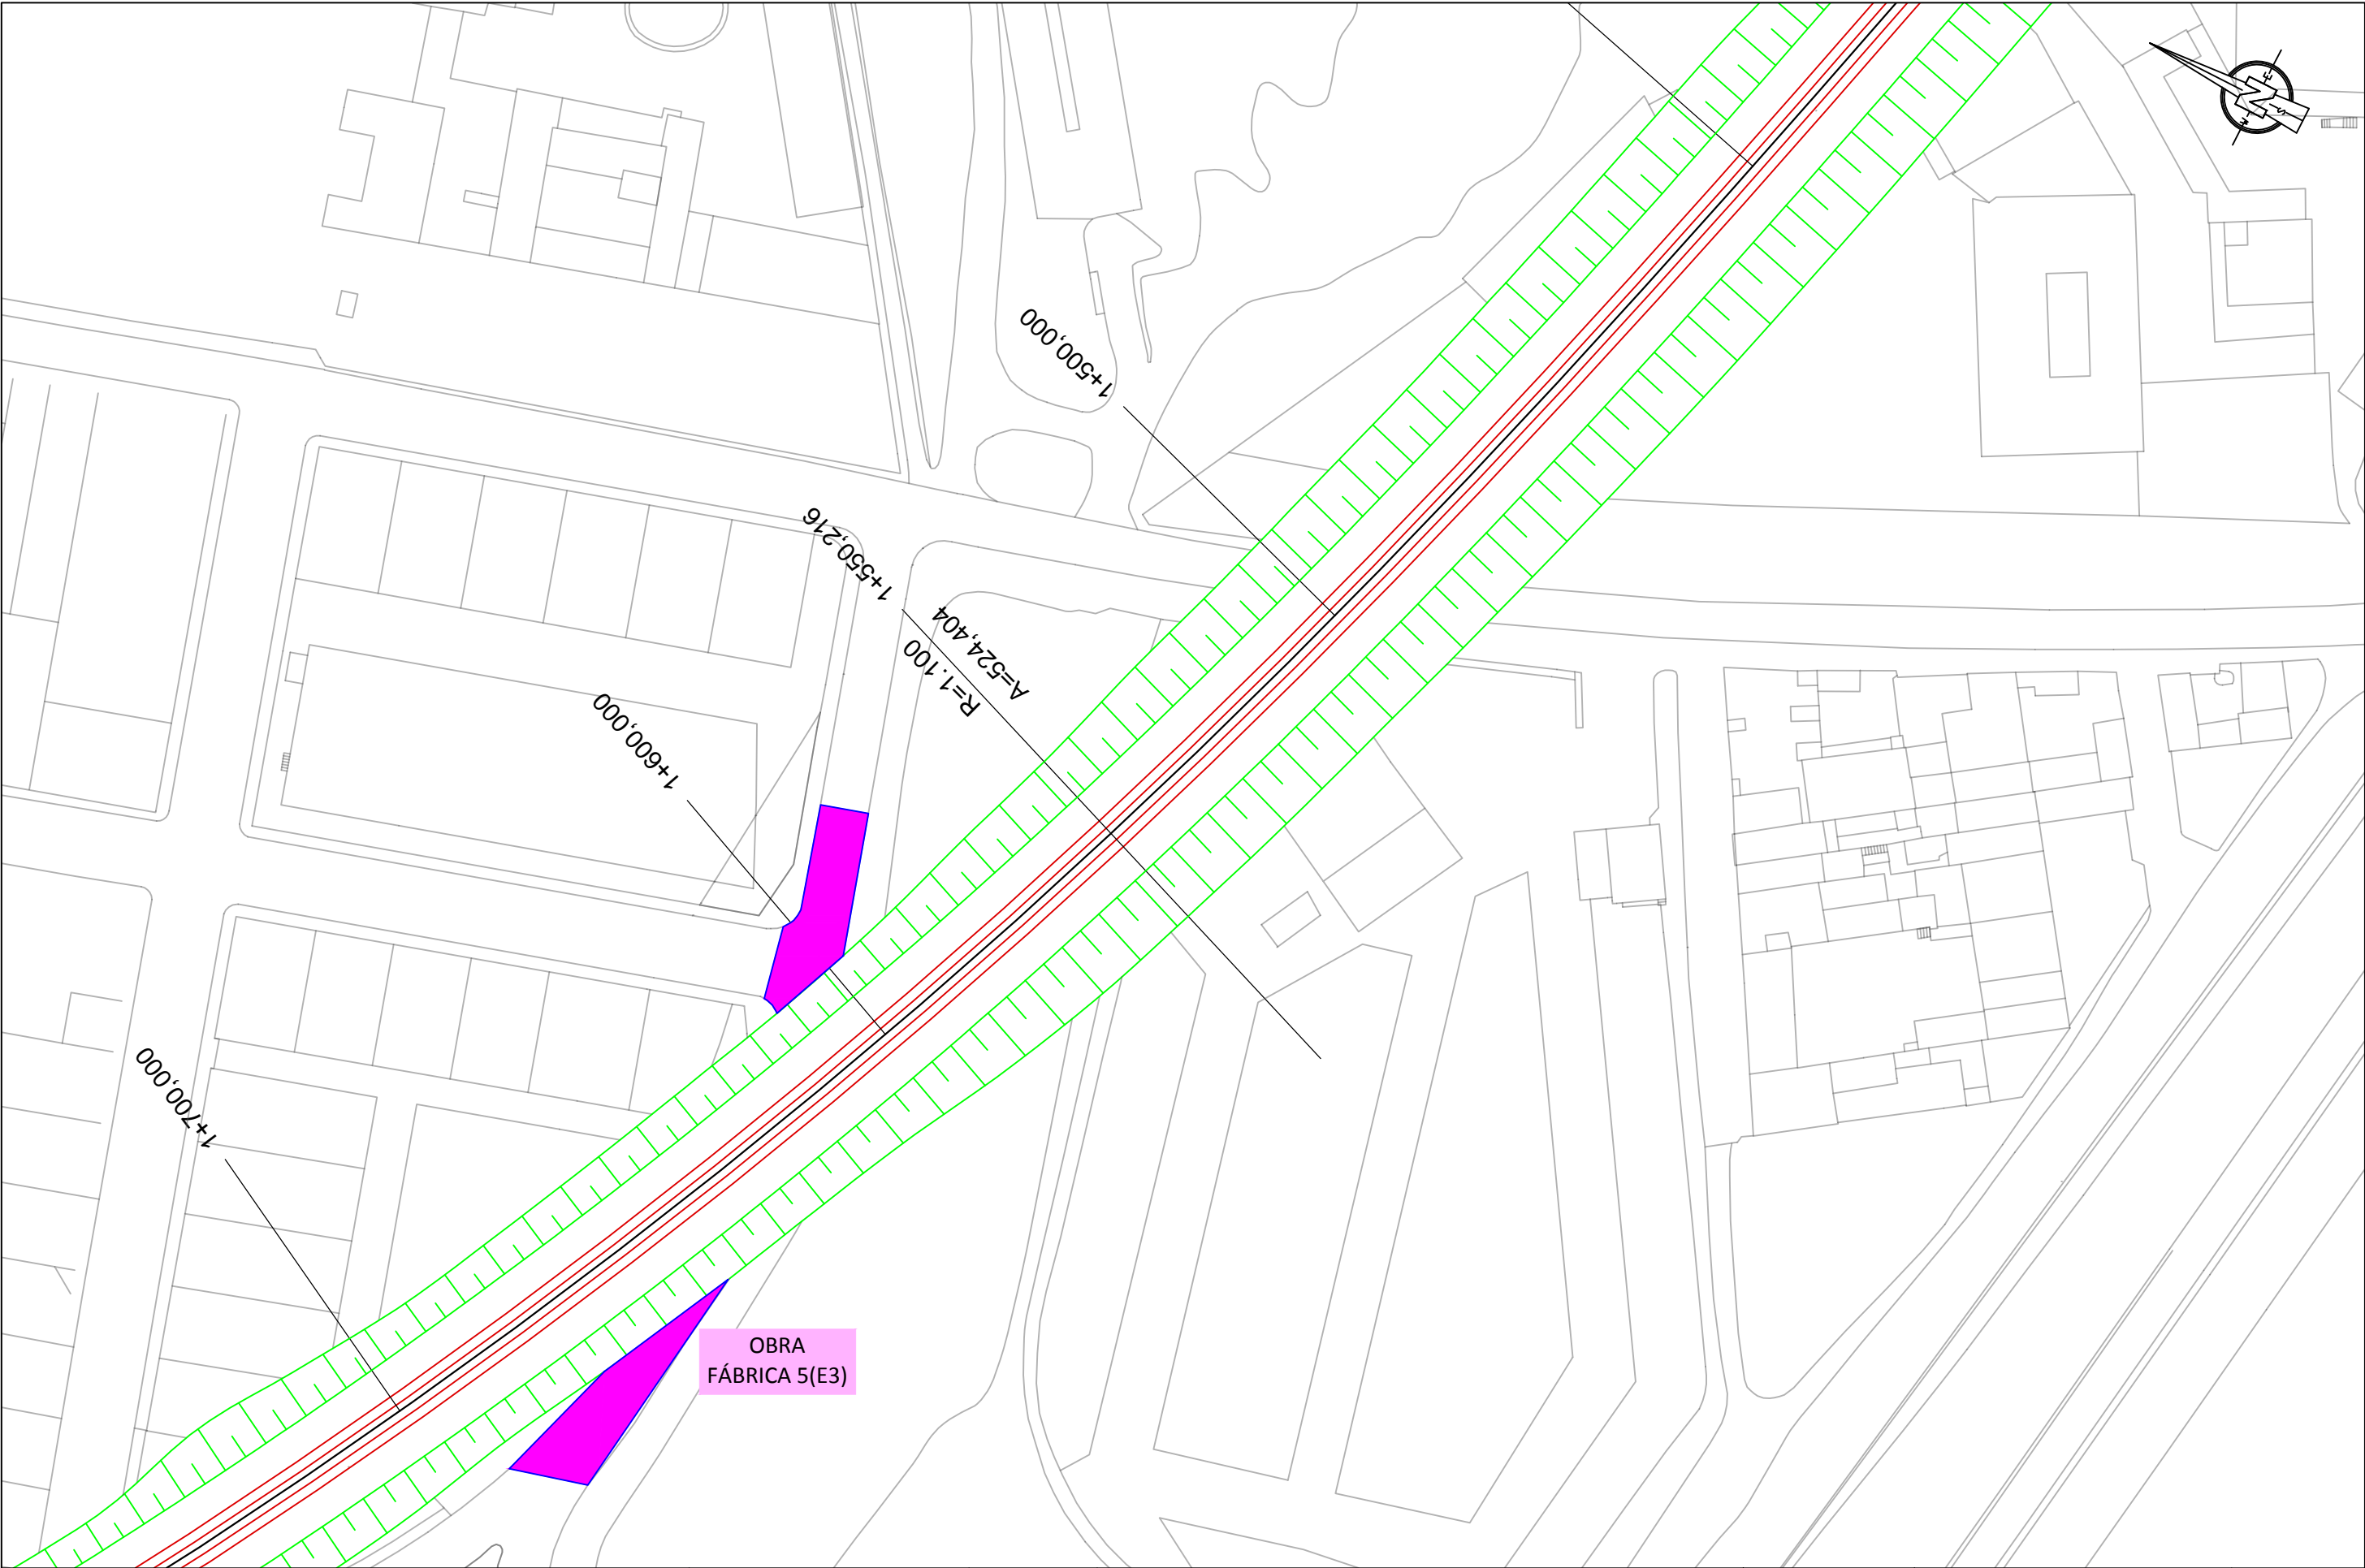 N
E
S
W
1+500,000
1+550,216
A=524,404
R=1.100
1+600,000
1+700,000
OBRA
FÁBRICA 5(E3)